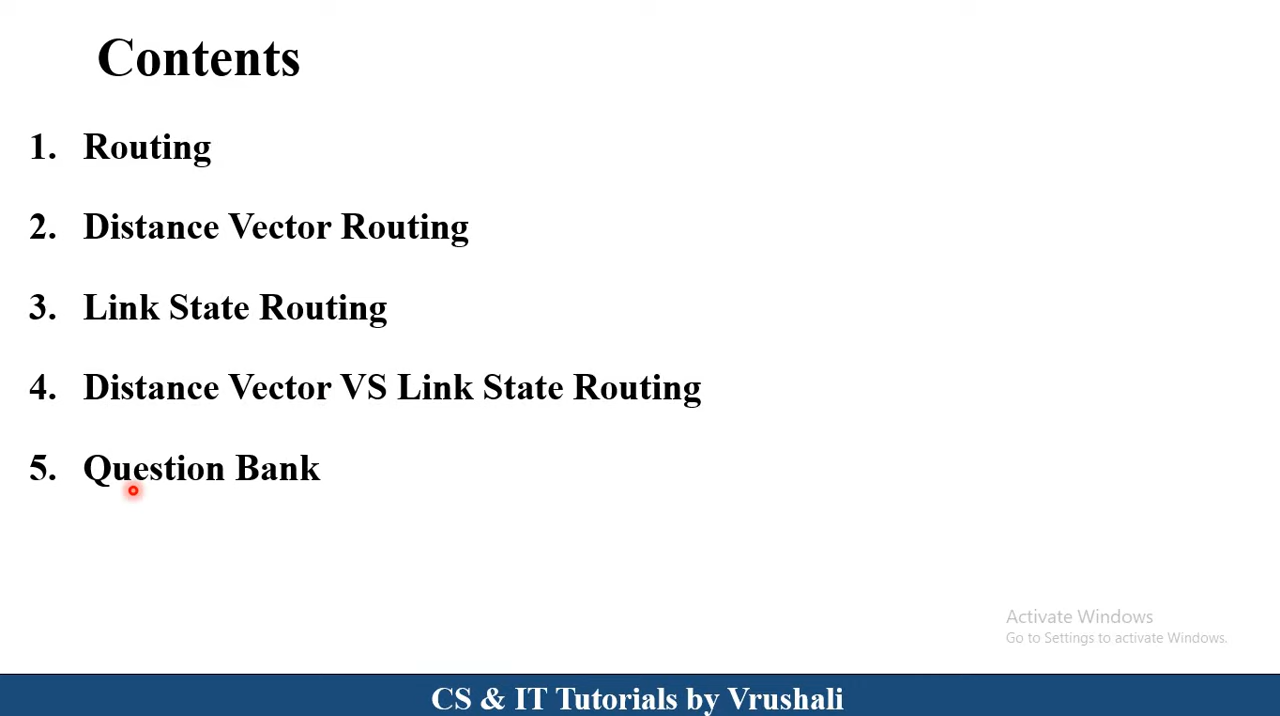 Contents
1. Routing
2. Distance Vector Routing
3. Link State Routing
4. Distance Vector VS Link State Routing
5. Question Bank
Activate Windows
Go to Settings to activate Windows.
CS & IT Tutorials by Vrushali